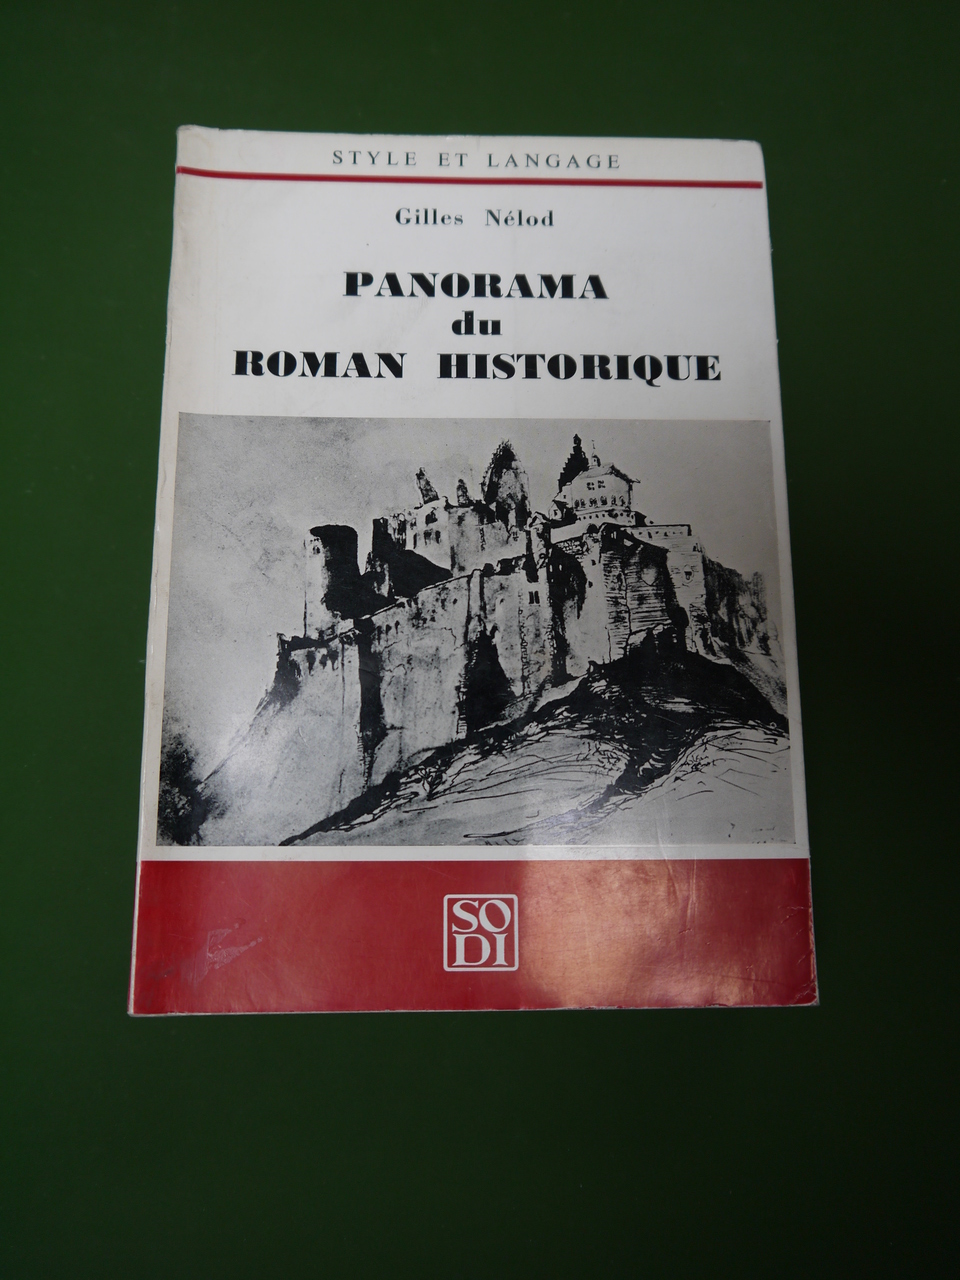 STYLE ET LANGAGE
Gilles Nélod
PANORAMA
du
ROMAN HISTORIQUE
SO
DI